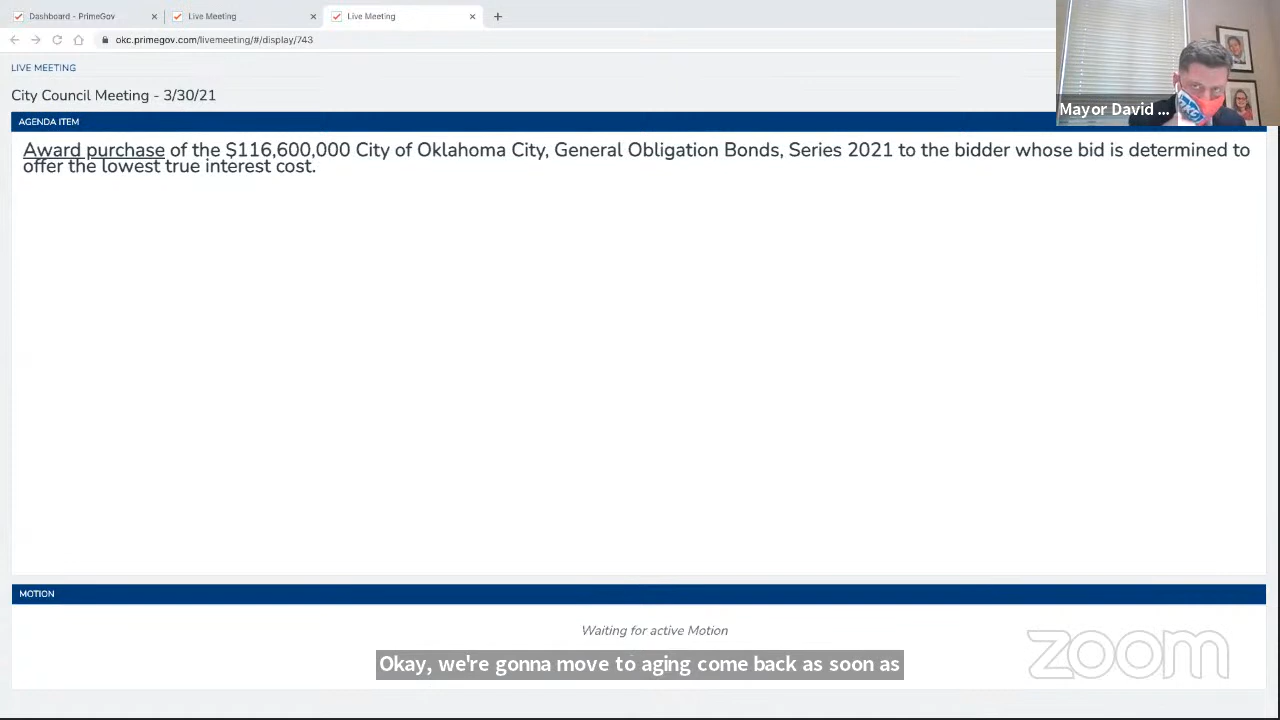 Dashboard - PrimeGov
Live Meeting
Live Meeting
okc.primegov.com/livemeeting/#/display/743
LIVE MEETING
City Council Meeting - 3/30/21
Mayor David ...
AGENDA ITEM
Award purchase of the $116,600,000 City of Oklahoma City, General Obligation Bonds, Series 2021 to the bidder whose bid is determined to
offer the lowest true interest cost.
MOTION
Waiting for active Motion
Okay, we're gonna move to aging come back as soon as
zoom